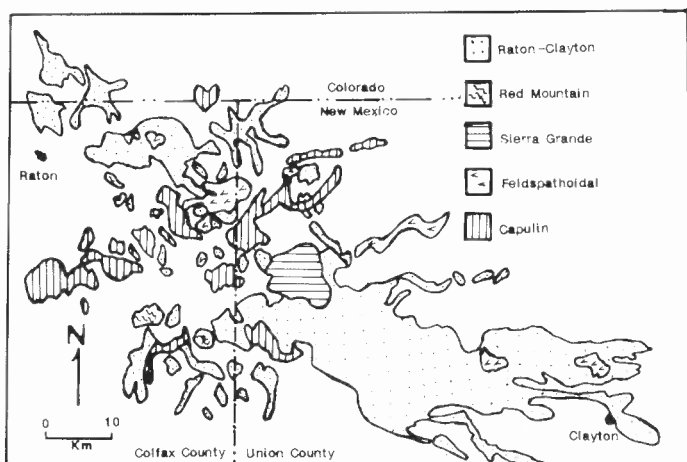 Raton-Clayton
Colorado
New Mexico
Red Mountain
Sierra Grande
Raton
Feldspathoidal
Capulin
N
0 10
Km
Colfax County
Union County
Clayton